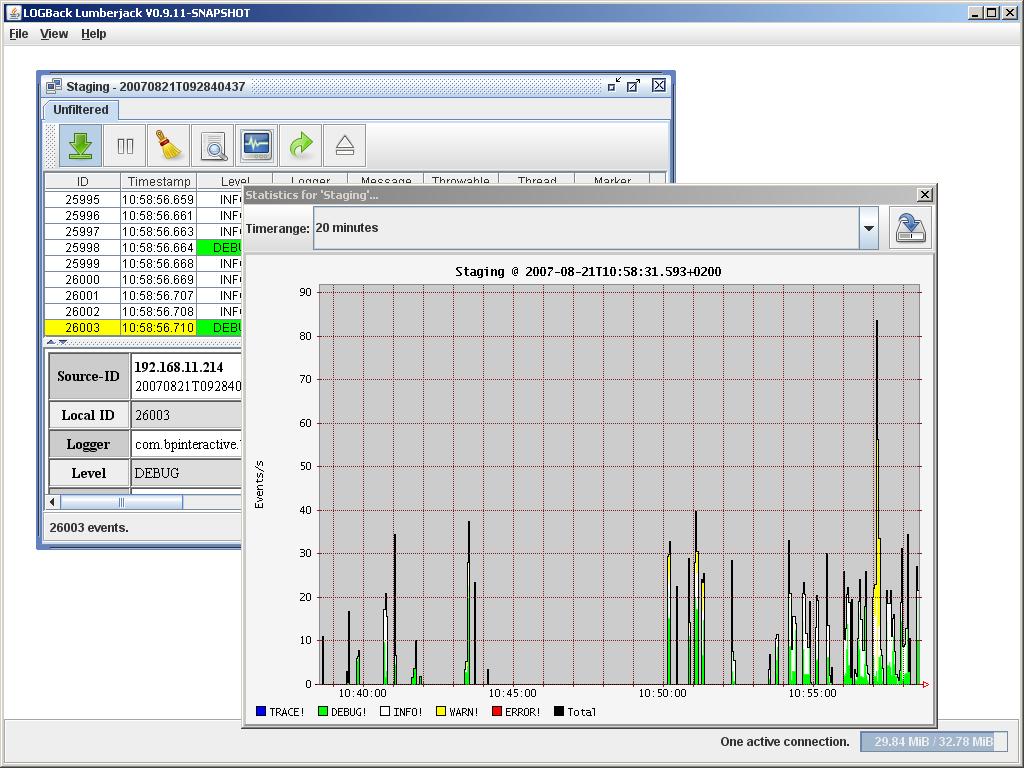 LOGBack Lumberjack V0.9.11-SNAPSHOT
File View Help
Staging - 20070821T092840437
Unfiltered
ID Timestamp Level Logger Message Throwable Thread Marker
25995 10:58:56.659 INF
25996 10:58:56.661 INF
25997 10:58:56.663 INF
25998 10:58:56.664 DEBU
25999 10:58:56.668 INF
26000 10:58:56.669 INF
26001 10:58:56.707 INF
26002 10:58:56.708 INF
26003 10:58:56.710 DEBU
Source-ID 192.168.11.214
20070821T092840
Local ID 26003
Logger com.bpinteractive.
Level DEBUG
26003 events.
Statistics for 'Staging'...
Timerange: 20 minutes
Staging @ 2007-08-21T10:58:31.593+0200
90
80
70
60
50
40
30
20
10
0
Events/s
10:40:00 10:45:00 10:50:00 10:55:00
TRACE! DEBUG! INFO! WARN! ERROR! Total
One active connection. 29.84 MiB / 32.78 MiB